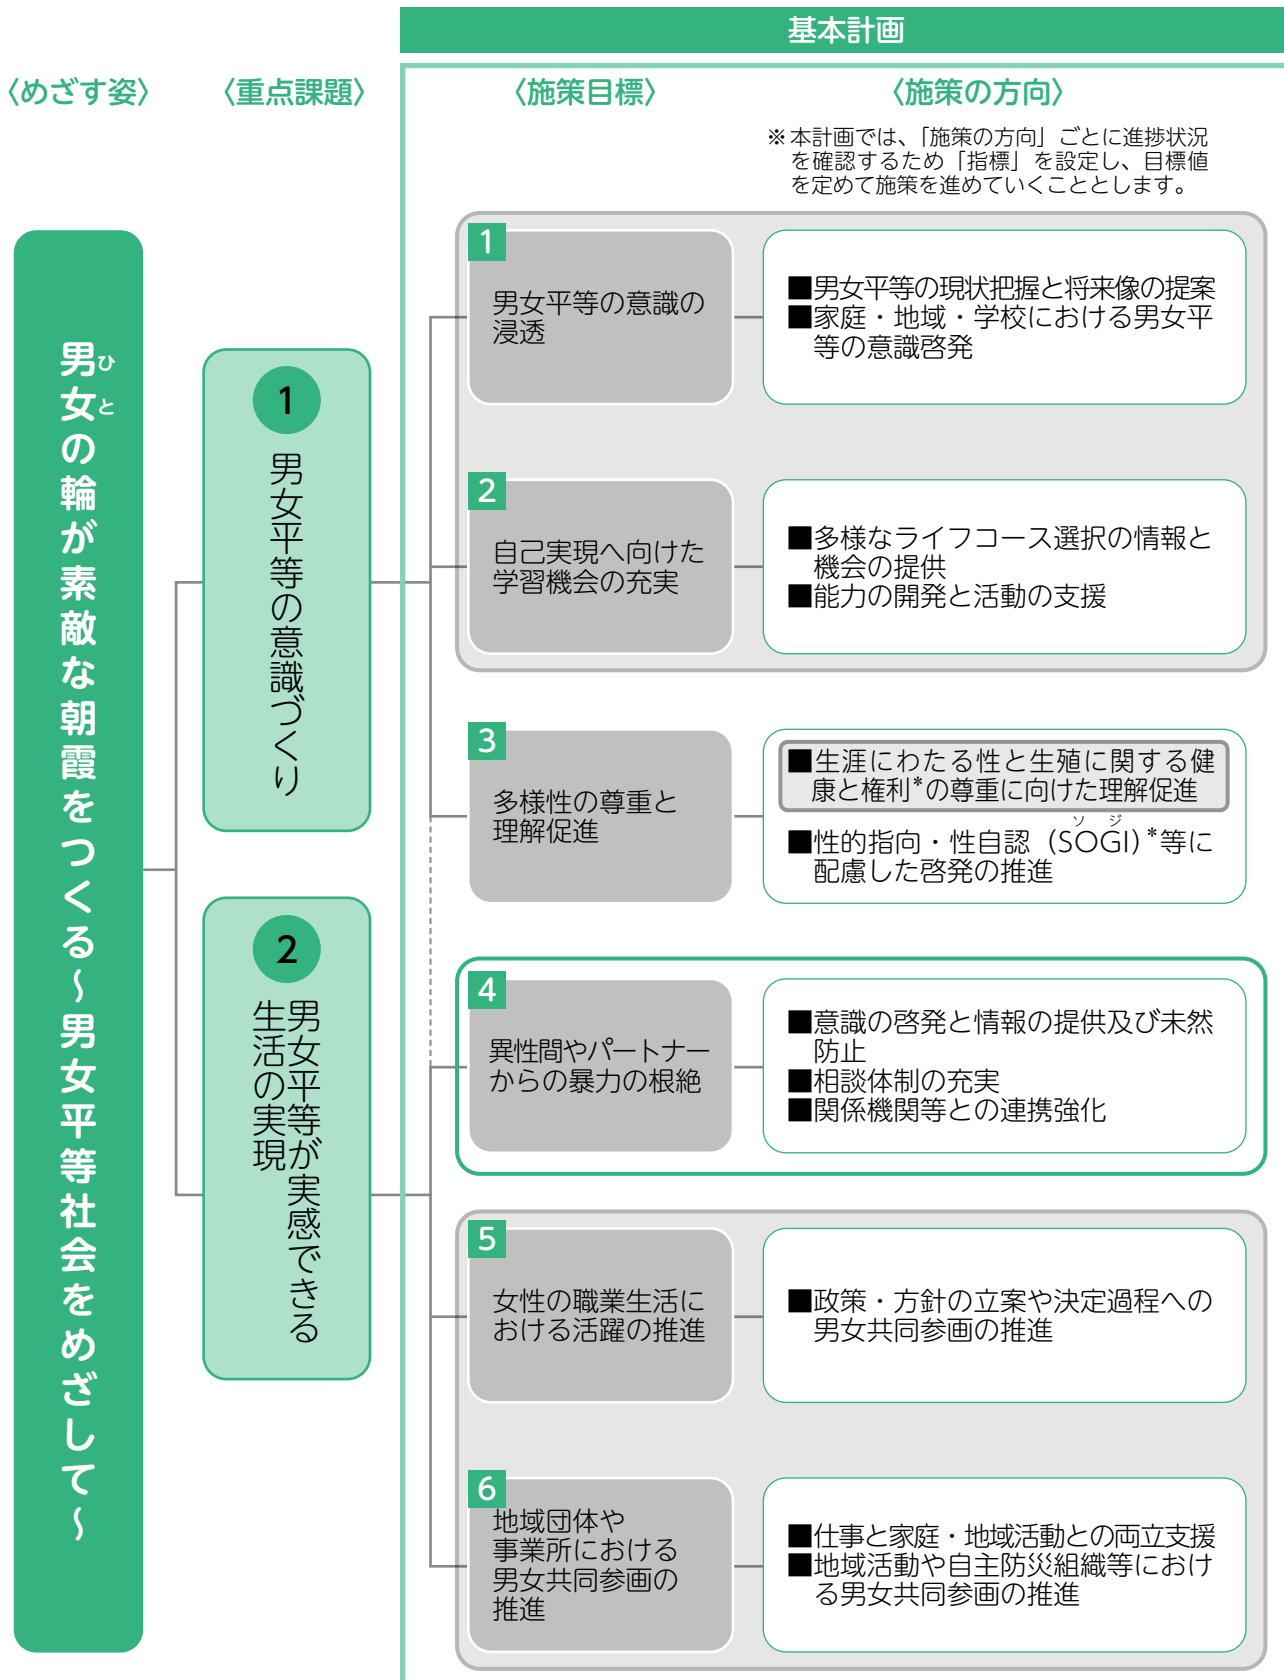 基本計画
〈めざす姿〉
〈重点課題〉
〈施策目標〉
〈施策の方向〉
※本計画では、「施策の方向」ごとに進捗状況
を確認するため「指標」を設定し、目標値
を定めて施策を進めていくこととします。
男女の輪が素敵な朝霞をつくる～男女平等社会をめざして～
ひと
1
男女平等の意識づくり
2
男女平等が実感できる
生活の実現
1
男女平等の意識の
浸透
■男女平等の現状把握と将来像の提案
■家庭・地域・学校における男女平
等の意識啓発
2
自己実現へ向けた
学習機会の充実
■多様なライフコース選択の情報と
機会の提供
■能力の開発と活動の支援
3
多様性の尊重と
理解促進
■生涯にわたる性と生殖に関する健
康と権利*の尊重に向けた理解促進
ソジ
■性的指向・性自認（SOGI）*等に
配慮した啓発の推進
4
異性間やパートナー
からの暴力の根絶
■意識の啓発と情報の提供及び未然
防止
■相談体制の充実
■関係機関等との連携強化
5
女性の職業生活に
おける活躍の推進
■政策・方針の立案や決定過程への
男女共同参画の推進
6
地域団体や
事業所における
男女共同参画の
推進
■仕事と家庭・地域活動との両立支援
■地域活動や自主防災組織等におけ
る男女共同参画の推進